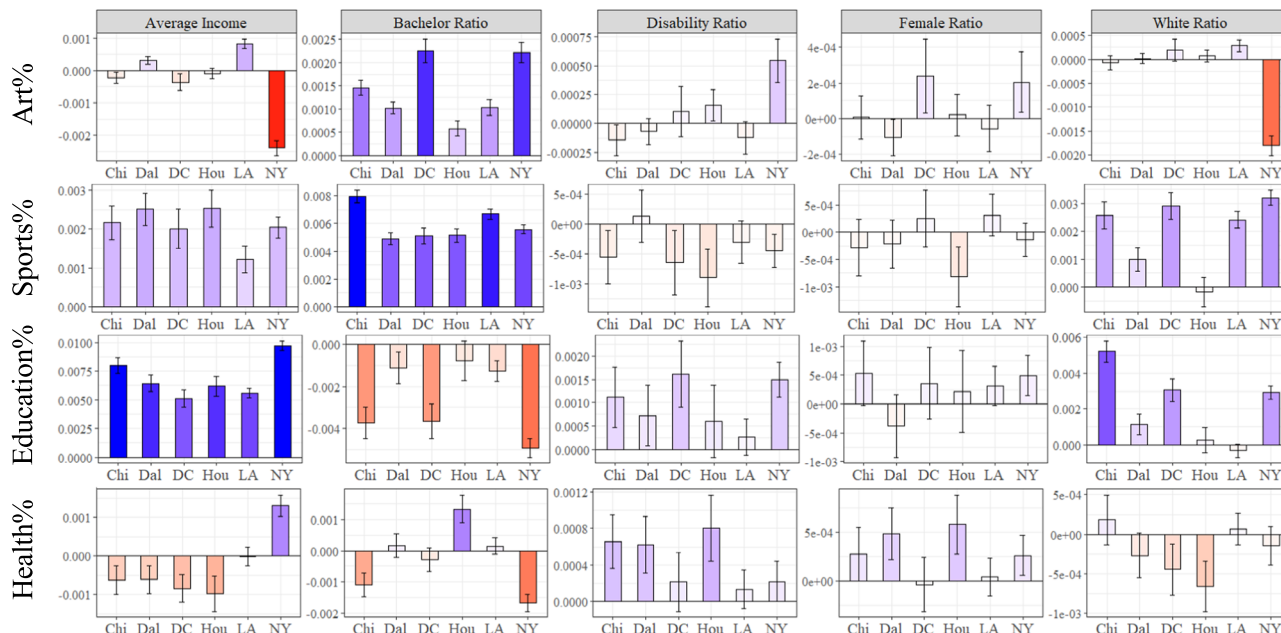 Average Income Bachelor Ratio Disability Ratio Female Ratio White Ratio
Art%
0.001 0.000 -0.001 -0.002
0.0025 0.0020 0.0015 0.0010 0.0005 0.0000
0.00075 0.00050 0.00025 0.00000 -0.00025
4e-04 2e-04 0e+00 -2e-04
0.0005 0.0000 -0.0005 -0.0010 -0.0015 -0.0020
Chi Dal DC Hou LA NY Chi Dal DC Hou LA NY Chi Dal DC Hou LA NY Chi Dal DC Hou LA NY Chi Dal DC Hou LA NY
Sports%
0.003 0.002 0.001 0.000
0.008 0.006 0.004 0.002 0.000
5e-04 0e+00 -5e-04 -1e-03
5e-04 0e+00 -5e-04 -1e-03
0.003 0.002 0.001 0.000
Chi Dal DC Hou LA NY Chi Dal DC Hou LA NY Chi Dal DC Hou LA NY Chi Dal DC Hou LA NY Chi Dal DC Hou LA NY
Education%
0.0100 0.0075 0.0050 0.0025 0.0000
0.000 -0.002 -0.004
0.0020 0.0015 0.0010 0.0005 0.0000
1e-03 5e-04 0e+00 -5e-04 -1e-03
0.006 0.004 0.002 0.000
Chi Dal DC Hou LA NY Chi Dal DC Hou LA NY Chi Dal DC Hou LA NY Chi Dal DC Hou LA NY Chi Dal DC Hou LA NY
Health%
0.001 0.000 -0.001
0.001 0.000 -0.001 -0.002
0.0012 0.0008 0.0004 0.0000
5e-04 0e+00
5e-04 0e+00 -5e-04 -1e-03
Chi Dal DC Hou LA NY Chi Dal DC Hou LA NY Chi Dal DC Hou LA NY Chi Dal DC Hou LA NY Chi Dal DC Hou LA NY